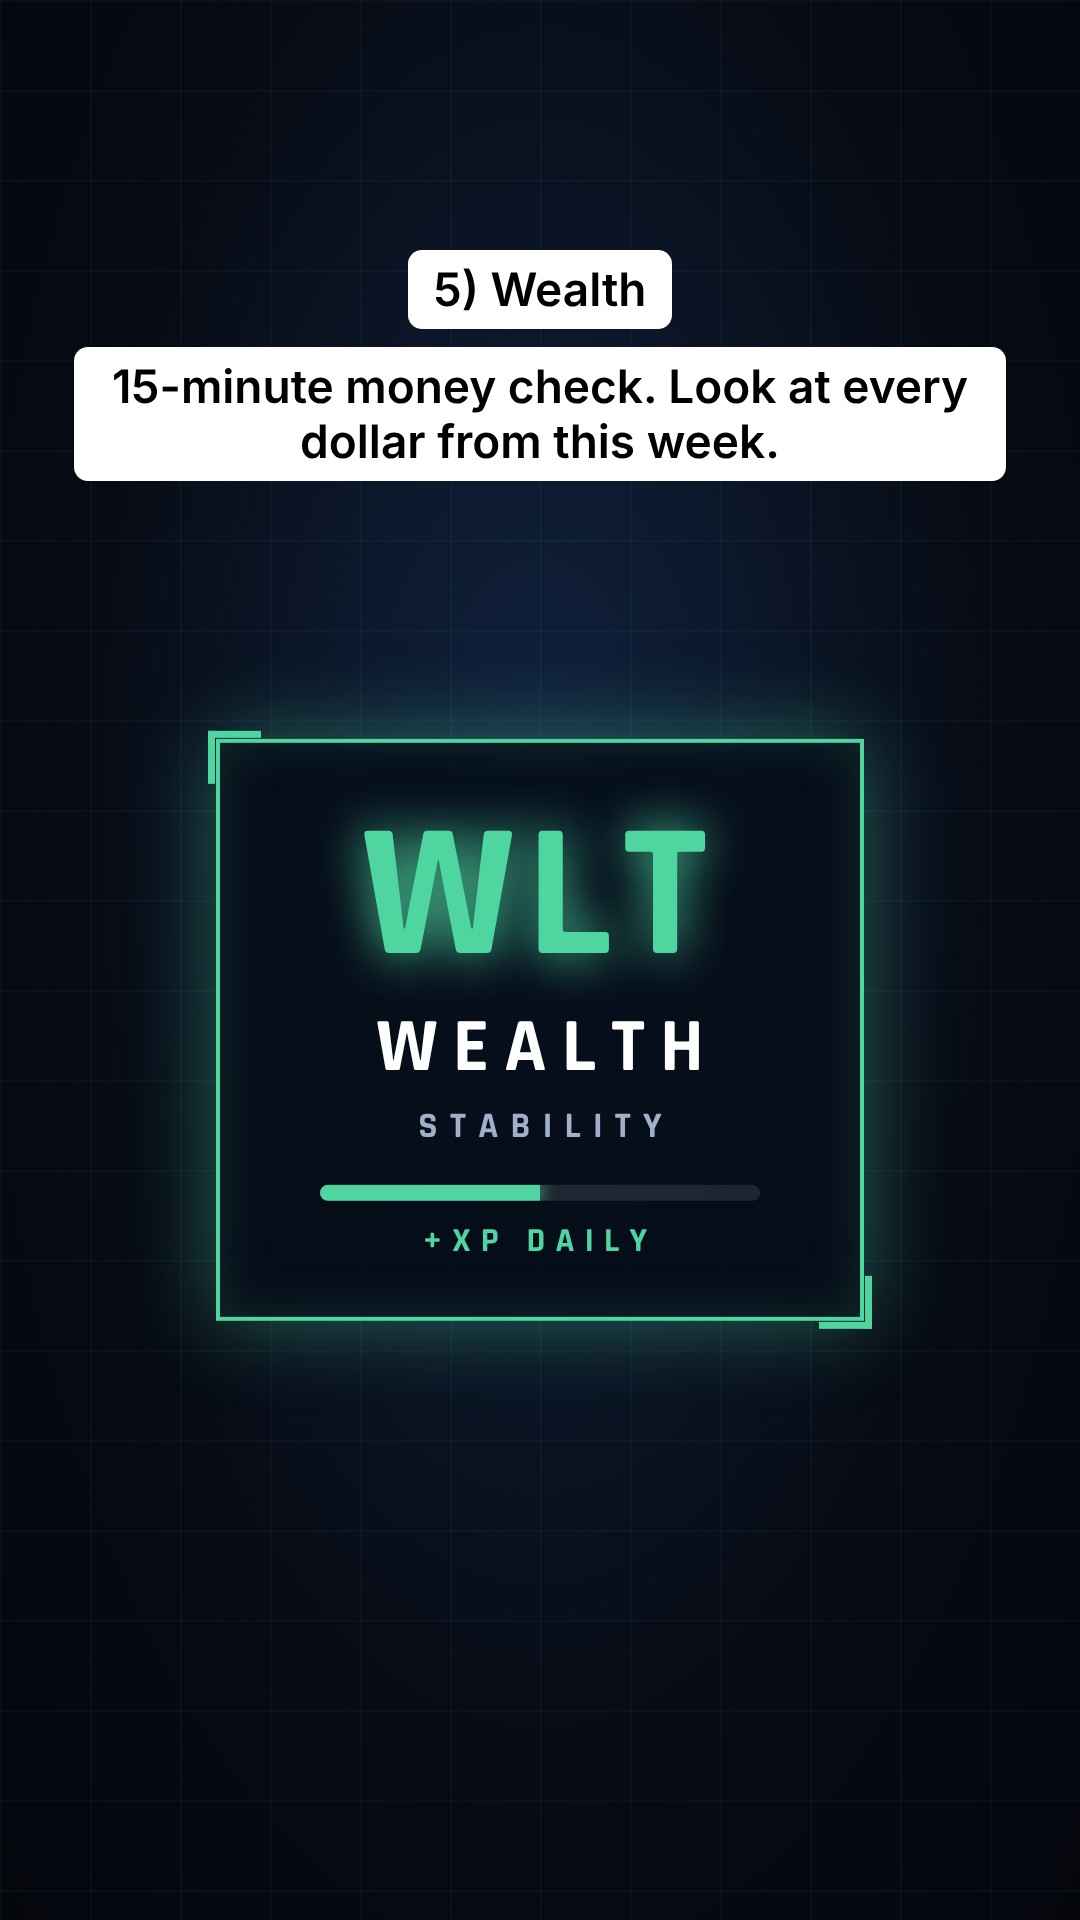 5) Wealth
15-minute money check. Look at every
dollar from this week.
WLT
WEALTH
STABILITY
+XP DAILY